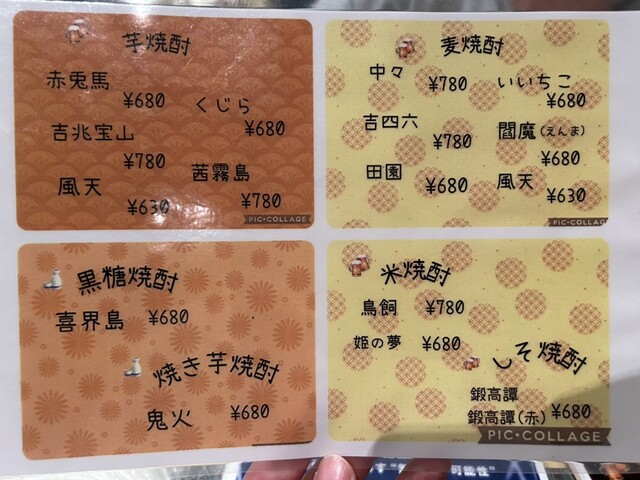 芋焼酎
赤兎馬
¥680
くじら
¥680
吉兆宝山
¥780
茜霧島
¥780
風天
¥630
PIC•COLLAGE
麦焼酎
中々
¥780
いいちこ
¥680
吉四六
¥780
閻魔(えんま)
¥680
田園
¥680
風天
¥630
PIC•COLLAGE
黒糖焼酎
喜界島 ¥680
焼き芋焼酎
鬼火 ¥680
米焼酎
鳥飼 ¥780
姫の夢 ¥680
しそ焼酎
鍛高譚
鍛高譚(赤) ¥680
PIC•COLLAGE
可能性"